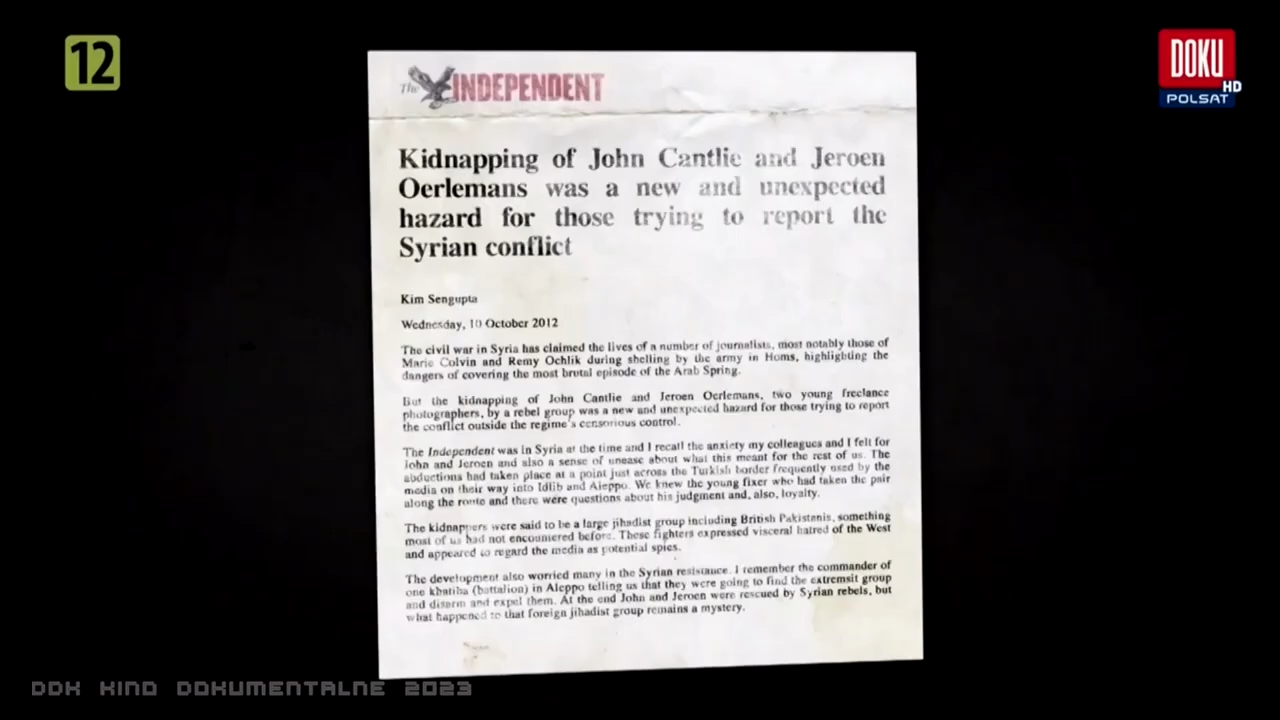 12
DOKU
HD
POLSAT
The INDEPENDENT
Kidnapping of John Cantlie and Jeroen
Oerlemans was a new and unexpected
hazard for those trying to report the
Syrian conflict
Kim Sengupta
Wednesday, 10 October 2012
The civil war in Syria has claimed the lives of a number of journalists, most notably those of
Marie Colvin and Remy Ochlik during shelling by the army in Homs, highlighting the
dangers of covering the most brutal episode of the Arab Spring.
But the kidnapping of John Cantlie and Jeroen Oerlemans, two young freelance
photographers, by a rebel group was a new and unexpected hazard for those trying to report
the conflict outside the regime's censorious control.
The Independent was in Syria at the time and I recall the anxiety my colleagues and I felt for
John and Jeroen and also a sense of unease about what this meant for the rest of us. The
abductions had taken place at a point just across the Turkish border frequently used by the
media on their way into Idlib and Aleppo. We knew the young fixer who had taken the pair
along the route and there were questions about his judgment and, also, loyalty.
The kidnappers were said to be a large jihadist group including British Pakistanis, something
most of us had not encountered before. These fighters expressed visceral hatred of the West
and appeared to regard the media as potential spies.
The development also worried many in the Syrian resistance. I remember the commander of
one khatiba (battalion) in Aleppo telling us that they were going to find the extremsit group
and disarm and expel them. At the end John and Jeroen were rescued by Syrian rebels, but
what happened to that foreign jihadist group remains a mystery.
DDK KINO DOKUMENTALNE 2023